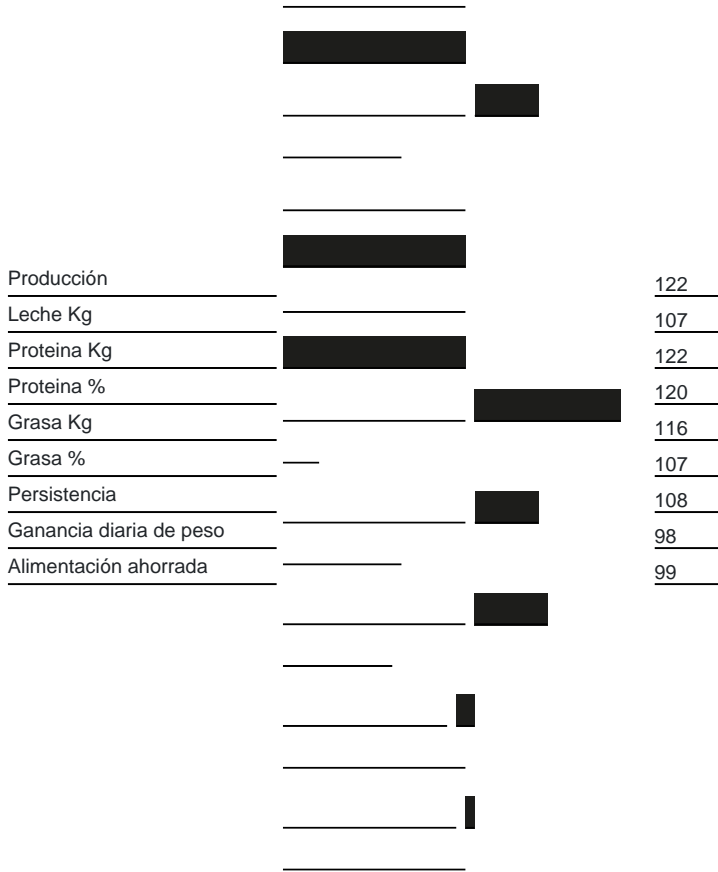 Producción 122
Leche Kg 107
Proteina Kg 122
Proteina % 120
Grasa Kg 116
Grasa % 107
Persistencia 108
Ganancia diaria de peso 98
Alimentación ahorrada 99